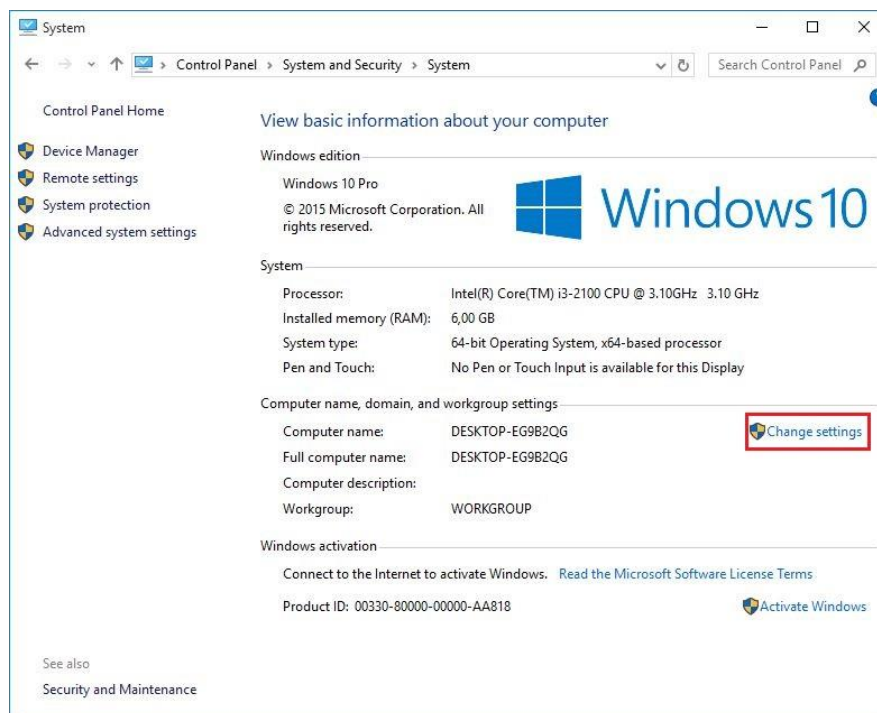 System
Control Panel > System and Security > System
Search Control Panel
Control Panel Home
Device Manager
Remote settings
System protection
Advanced system settings
See also
Security and Maintenance
View basic information about your computer
Windows edition
Windows 10 Pro
© 2015 Microsoft Corporation. All
rights reserved.
Windows 10
System
Processor: Intel(R) Core(TM) i3-2100 CPU @ 3.10GHz 3.10 GHz
Installed memory (RAM): 6,00 GB
System type: 64-bit Operating System, x64-based processor
Pen and Touch: No Pen or Touch Input is available for this Display
Computer name, domain, and workgroup settings
Computer name: DESKTOP-EG9B2QG Change settings
Full computer name: DESKTOP-EG9B2QG
Computer description:
Workgroup: WORKGROUP
Windows activation
Connect to the Internet to activate Windows. Read the Microsoft Software License Terms
Product ID: 00330-80000-00000-AA818 Activate Windows